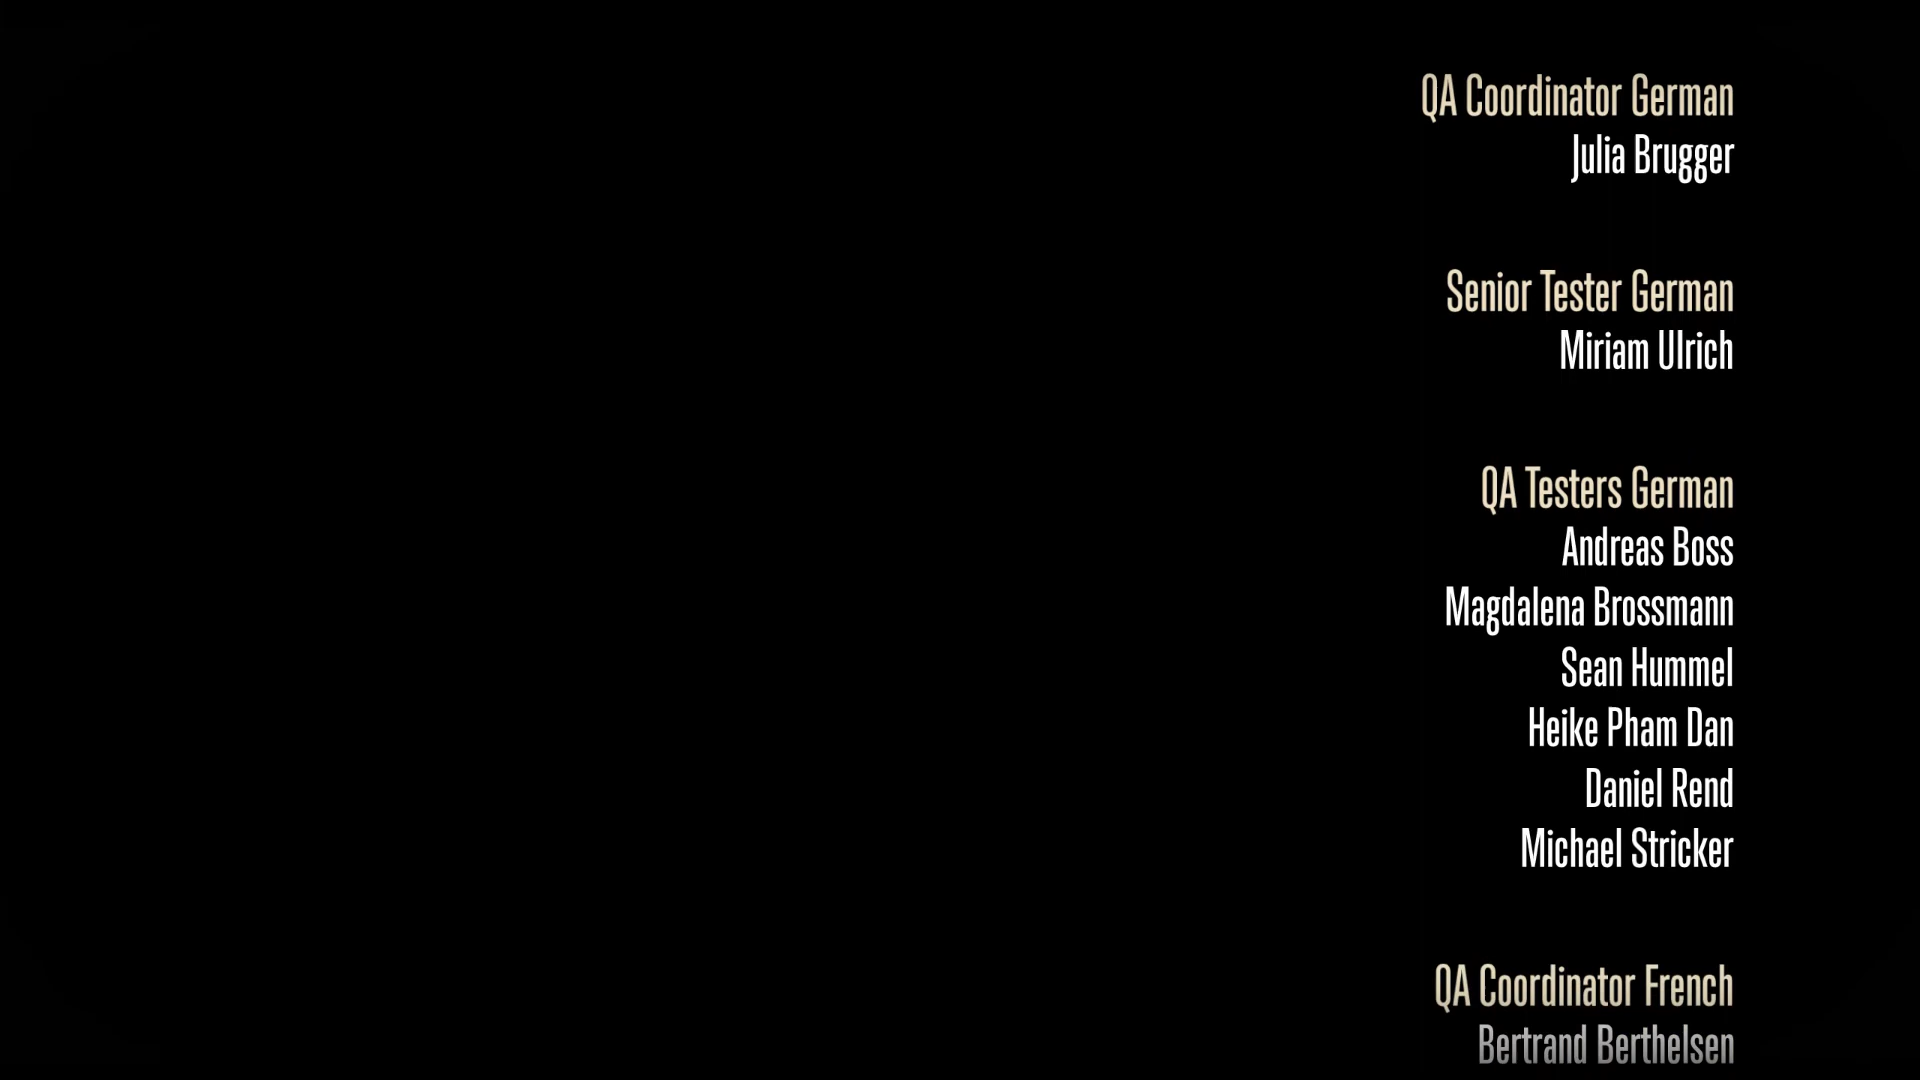 QA Coordinator German
Julia Brugger
Senior Tester German
Miriam Ulrich
QA Testers German
Andreas Boss
Magdalena Brossmann
Sean Hummel
Heike Pham Dan
Daniel Rend
Michael Stricker
QA Coordinator French
Bertrand Berthelsen